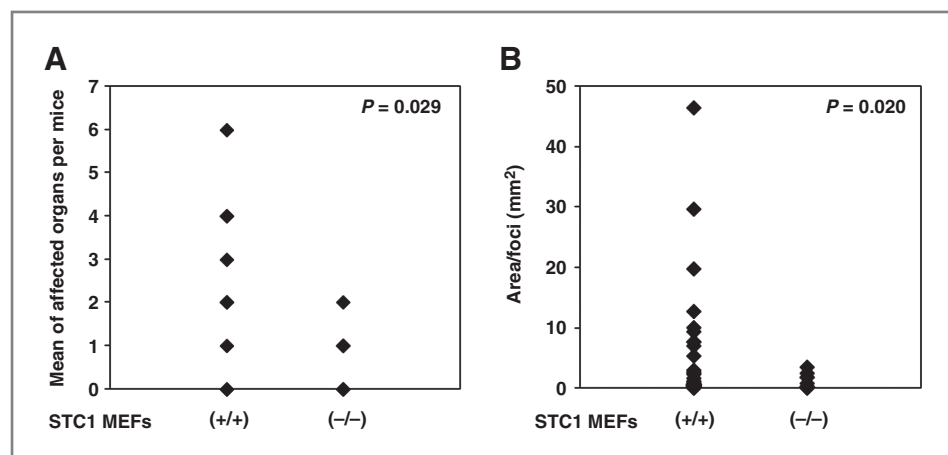 A
Mean of affected organs per mice
7
6
5
4
3
2
1
0
P = 0.029
STC1 MEFs (+/+) (–/–)
B
Area/foci (mm²)
50
40
30
20
10
0
P = 0.020
STC1 MEFs (+/+) (–/–)